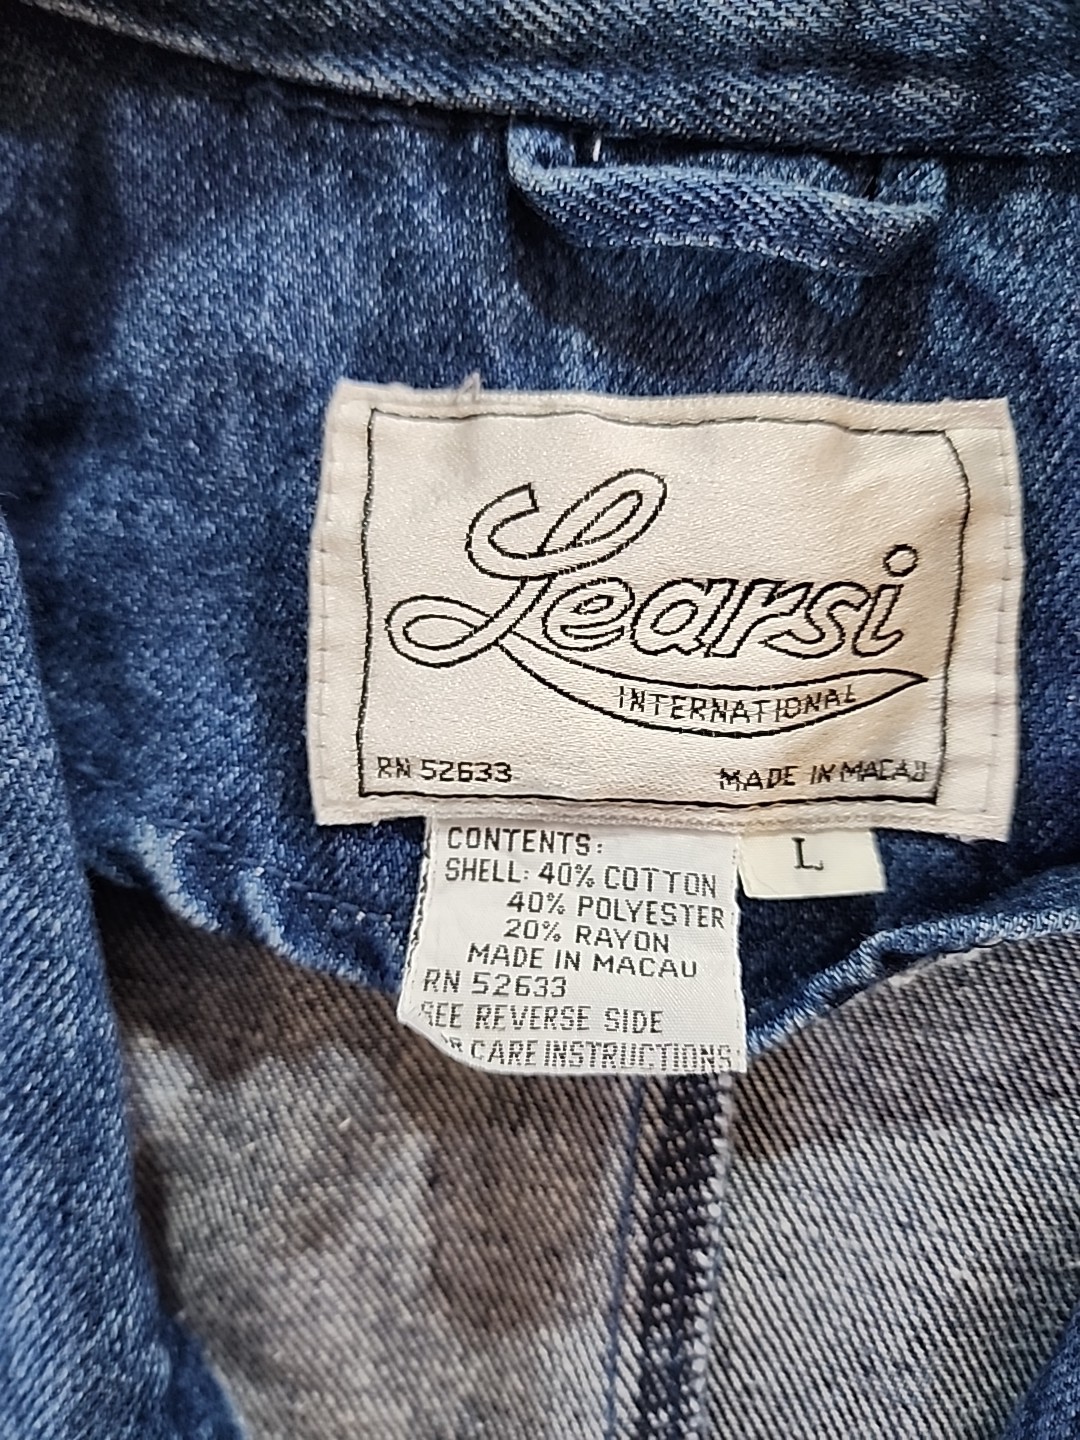 Learsi
INTERNATIONAL
RN 52633 MADE IN MACAU
L
CONTENTS:
SHELL: 40% COTTON
40% POLYESTER
20% RAYON
MADE IN MACAU
RN 52633
SEE REVERSE SIDE
CARE INSTRUCTIONS